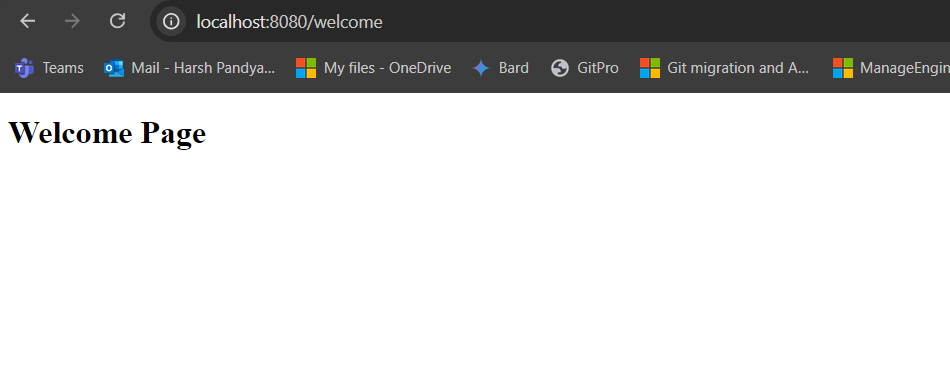 localhost:8080/welcome
Teams Mail - Harsh Pandya... My files - OneDrive Bard GitPro Git migration and A... ManageEngin
Welcome Page